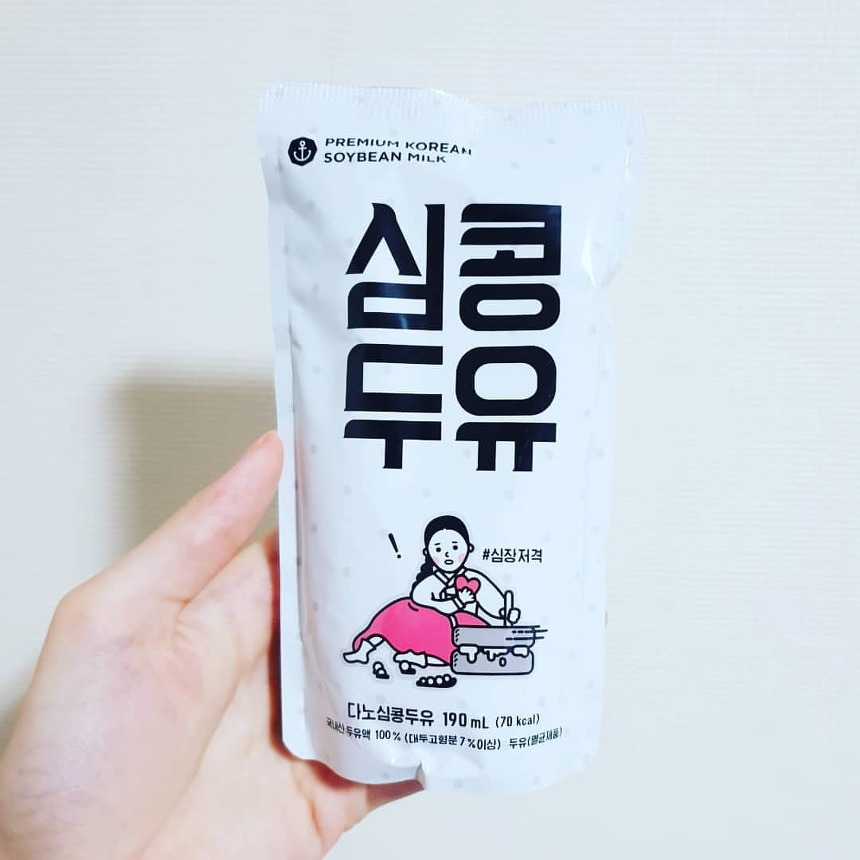 PREMIUM KOREAN
SOYBEAN MILK
심콩
두유
!
#심장저격
다노심콩두유 190 mL (70 kcal)
국내산 두유액 100 % (대두고형분 7 %이상) 두유(멸균제품)